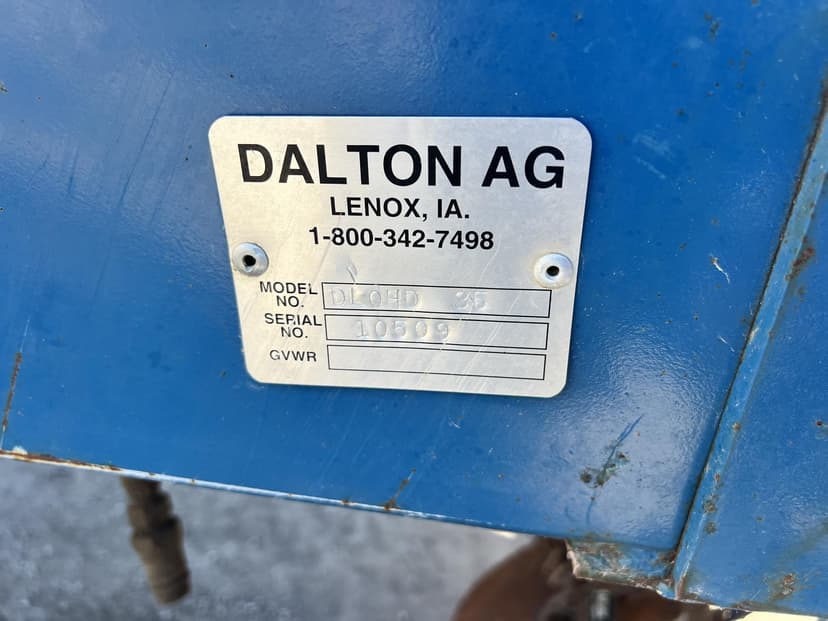 DALTON AG
LENOX, IA.
1-800-342-7498
MODEL NO. DLOHD 35
SERIAL NO. 10509
GVWR